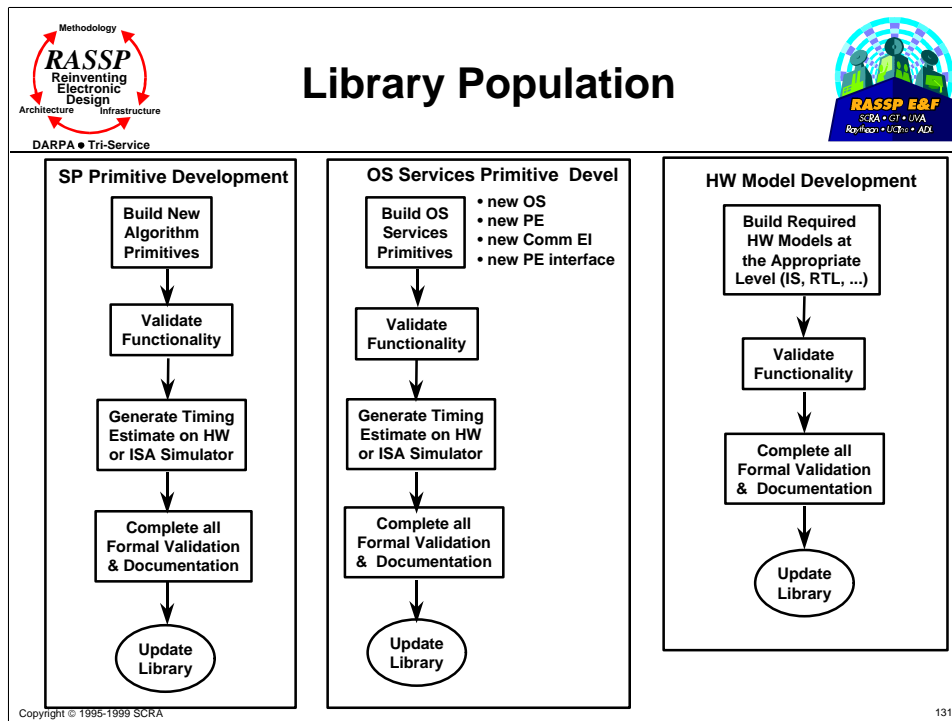 Methodology
RASSP
Reinventing
Electronic
Design
Architecture
Infrastructure
DARPA ● Tri-Service
Library Population
RASSP E&F
SCRA • GT • UVA
Raytheon • UCinc • ADL
SP Primitive Development
Build New
Algorithm
Primitives
Validate
Functionality
Generate Timing
Estimate on HW
or ISA Simulator
Complete all
Formal Validation
& Documentation
Update
Library
OS Services Primitive Devel
Build OS
Services
Primitives
• new OS
• new PE
• new Comm EI
• new PE interface
Validate
Functionality
Generate Timing
Estimate on HW
or ISA Simulator
Complete all
Formal Validation
& Documentation
Update
Library
HW Model Development
Build Required
HW Models at
the Appropriate
Level (IS, RTL, ...)
Validate
Functionality
Complete all
Formal Validation
& Documentation
Update
Library
Copyright © 1995-1999 SCRA
131